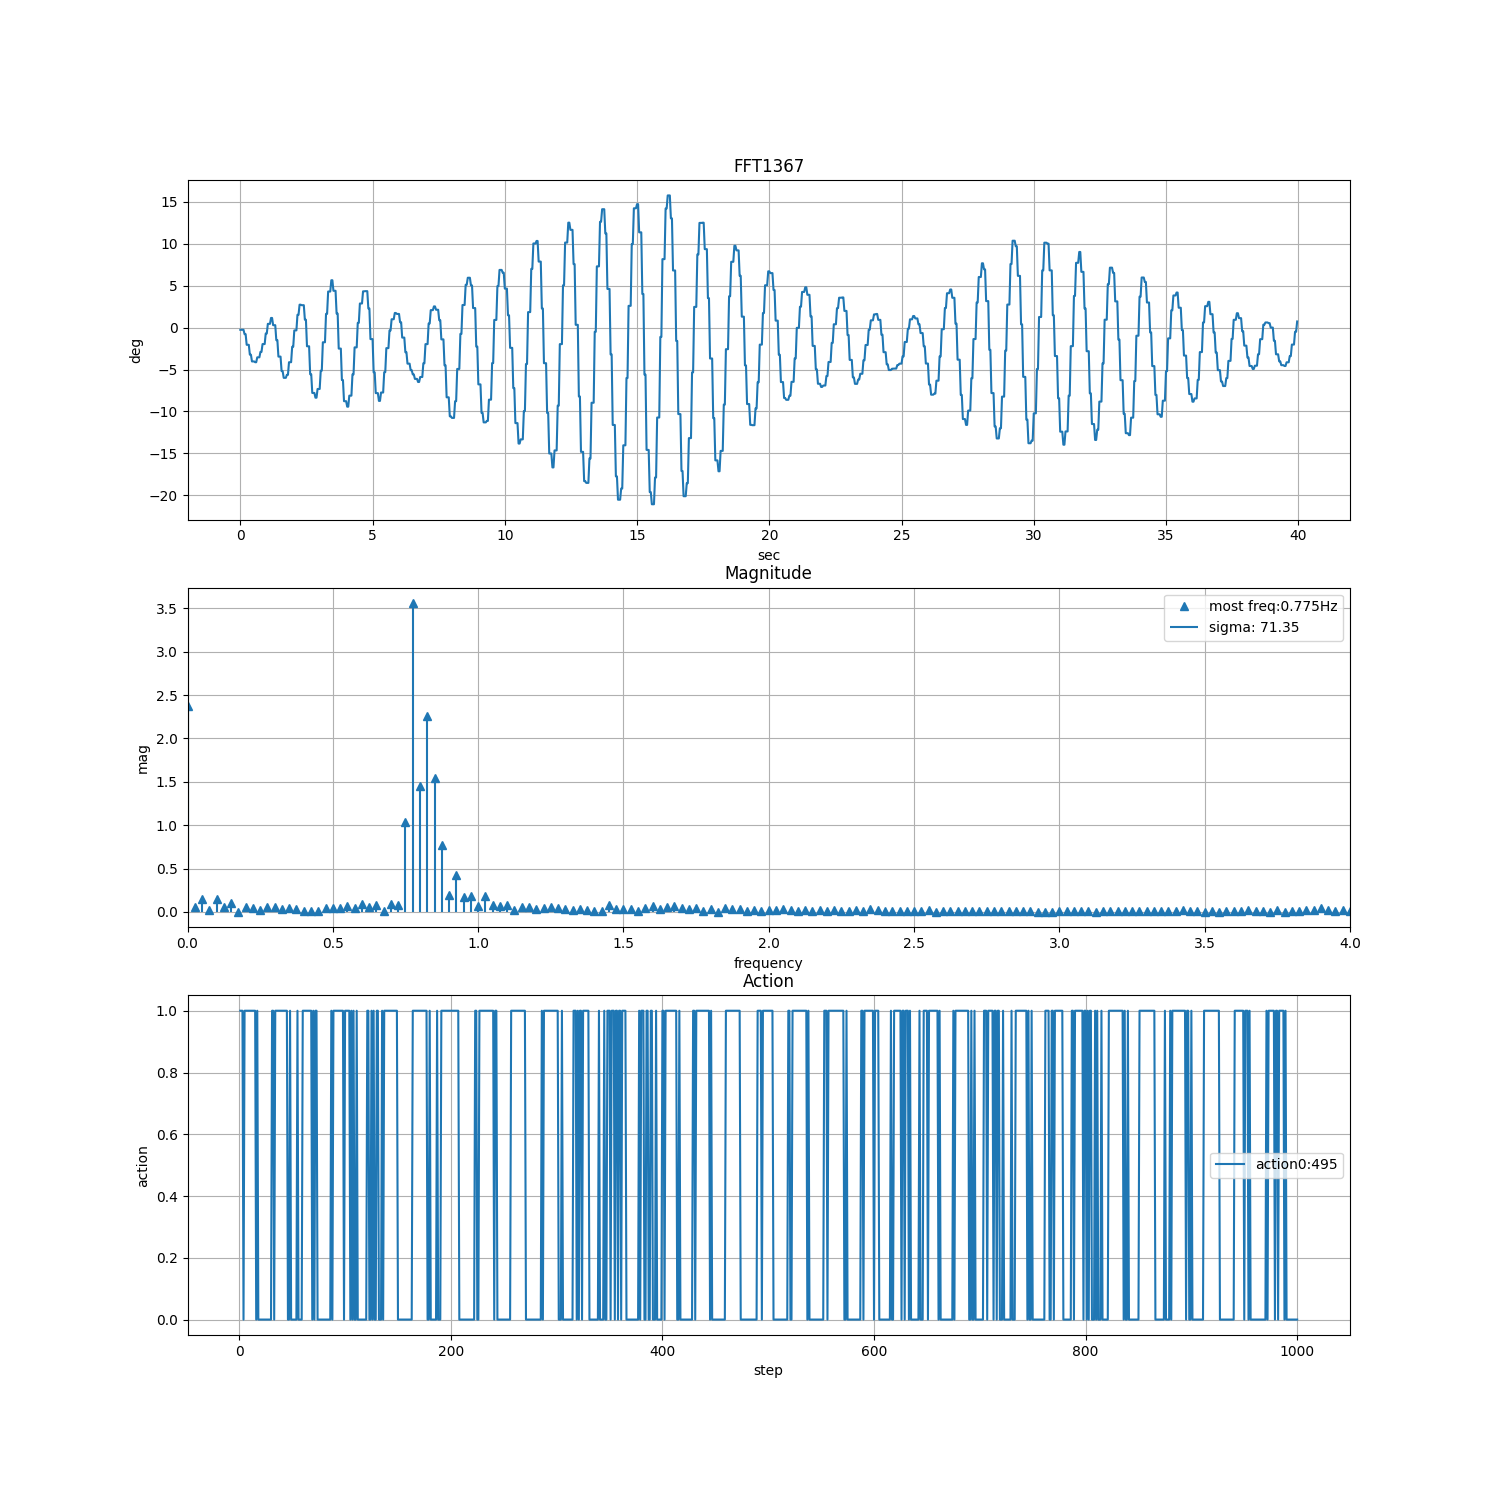 FFT1367
15
10
5
0
−5
−10
−15
−20
deg
0 5 10 15 20 25 30 35 40
sec
Magnitude
3.5
3.0
2.5
2.0
1.5
1.0
0.5
0.0
mag
most freq:0.775Hz
sigma: 71.35
0.0 0.5 1.0 1.5 2.0 2.5 3.0 3.5 4.0
frequency
Action
1.0
0.8
0.6
0.4
0.2
0.0
action
action0:495
0 200 400 600 800 1000
step